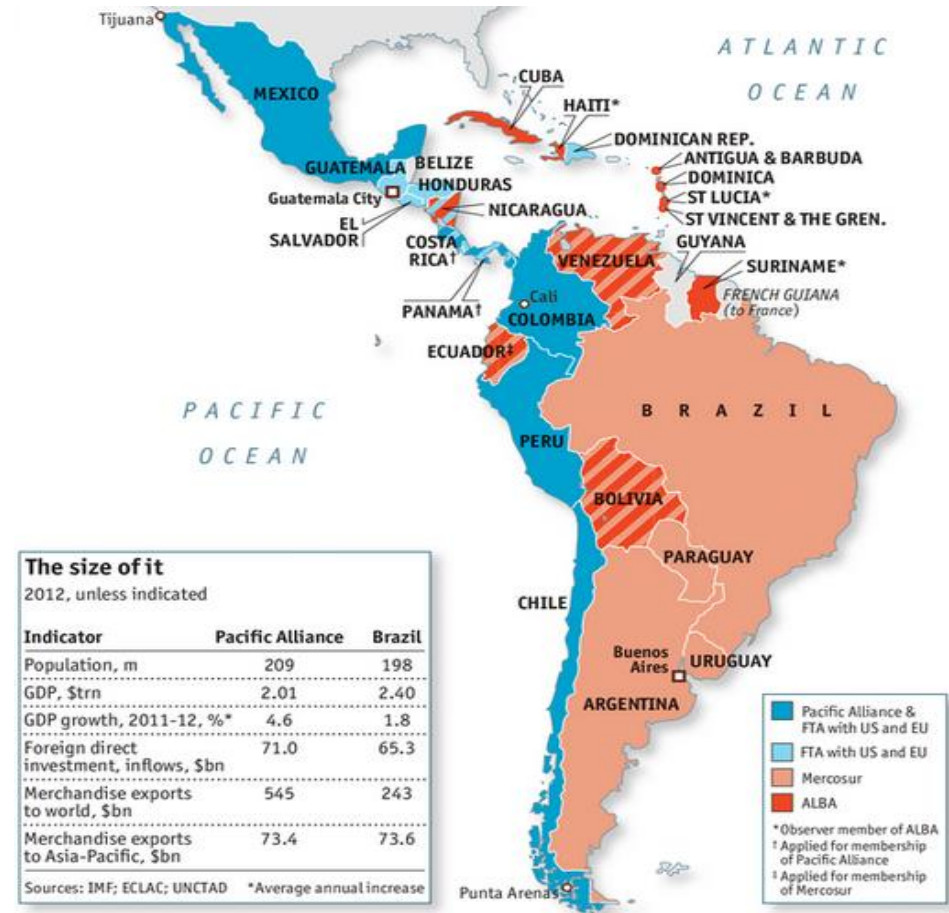 Tijuana
ATLANTIC
OCEAN
CUBA
MEXICO
HAITI*
DOMINICAN REP.
ANTIGUA & BARBUDA
GUATEMALA
BELIZE
DOMINICA
HONDURAS
ST LUCIA*
Guatemala City
NICARAGUA
ST VINCENT & THE GREN.
EL
SALVADOR
COSTA
RICA†
GUYANA
VENEZUELA
SURINAME*
PANAMA†
Cali
FRENCH GUIANA
(to France)
COLOMBIA
ECUADOR‡
PACIFIC
OCEAN
BRAZIL
PERU
BOLIVIA
PARAGUAY
CHILE
Buenos
Aires
URUGUAY
ARGENTINA
Punta Arenas
The size of it
2012, unless indicated
Indicator Pacific Alliance Brazil
Population, m 209 198
GDP, $trn 2.01 2.40
GDP growth, 2011-12, %* 4.6 1.8
Foreign direct
investment, inflows, $bn 71.0 65.3
Merchandise exports
to world, $bn 545 243
Merchandise exports
to Asia-Pacific, $bn 73.4 73.6
Sources: IMF; ECLAC; UNCTAD *Average annual increase
Pacific Alliance &
FTA with US and EU
FTA with US and EU
Mercosur
ALBA
*Observer member of ALBA
† Applied for membership
of Pacific Alliance
‡ Applied for membership
of Mercosur